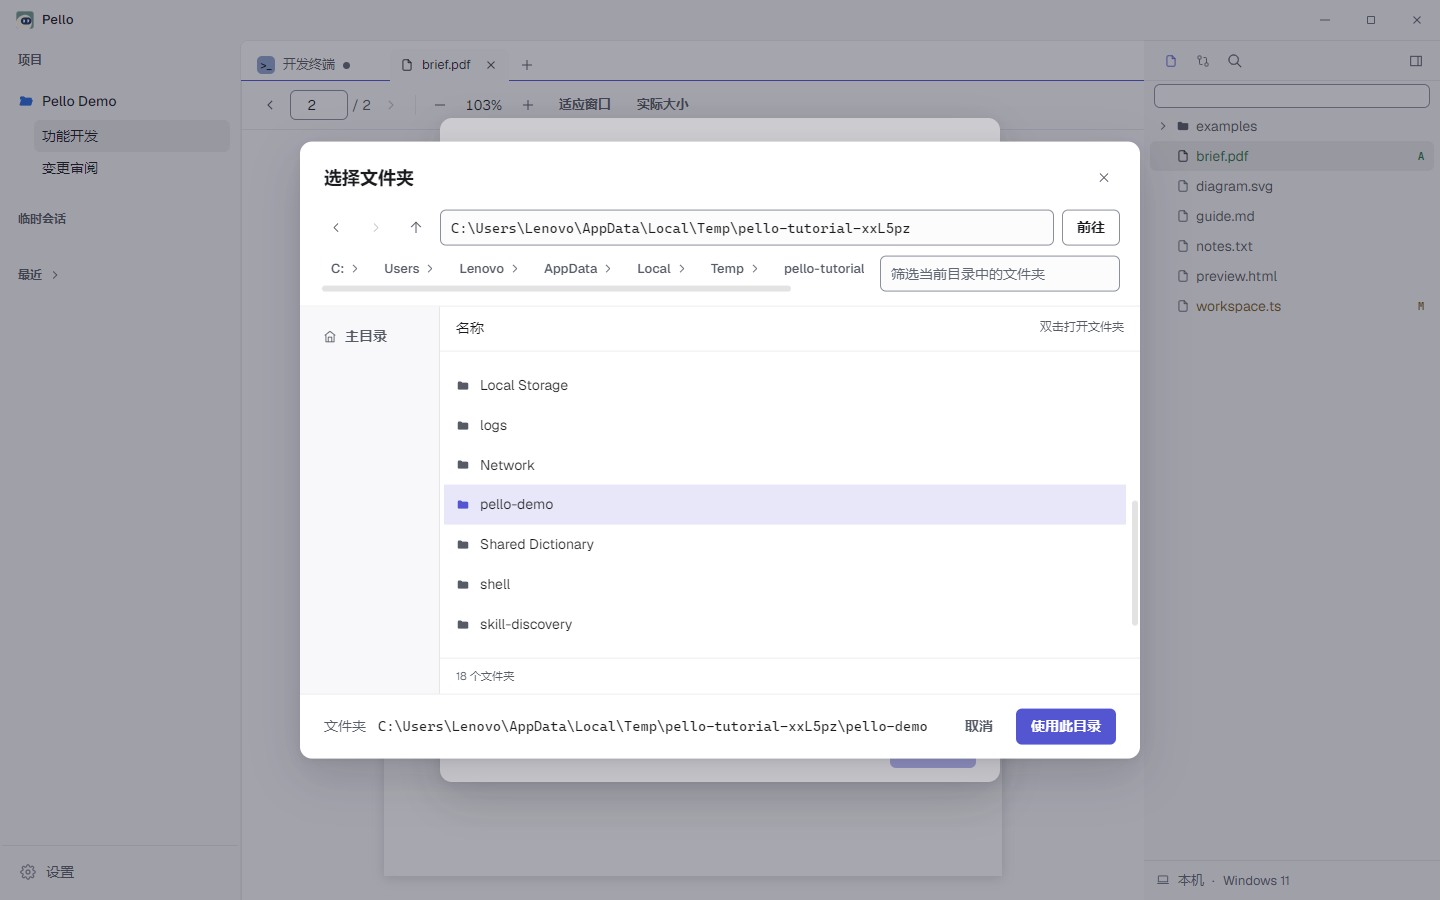 Pello
项目
Pello Demo
功能开发
变更审阅
临时会话
最近
设置
>_ 开发终端
brief.pdf
2 / 2
103%
适应窗口
实际大小
选择文件夹
C:\Users\Lenovo\AppData\Local\Temp\pello-tutorial-xxL5pz
前往
C: > Users > Lenovo > AppData > Local > Temp > pello-tutorial
筛选当前目录中的文件夹
主目录
名称
双击打开文件夹
Local Storage
logs
Network
pello-demo
Shared Dictionary
shell
skill-discovery
18 个文件夹
文件夹 C:\Users\Lenovo\AppData\Local\Temp\pello-tutorial-xxL5pz\pello-demo
取消
使用此目录
examples
brief.pdf A
diagram.svg
guide.md
notes.txt
preview.html
workspace.ts M
本机 · Windows 11